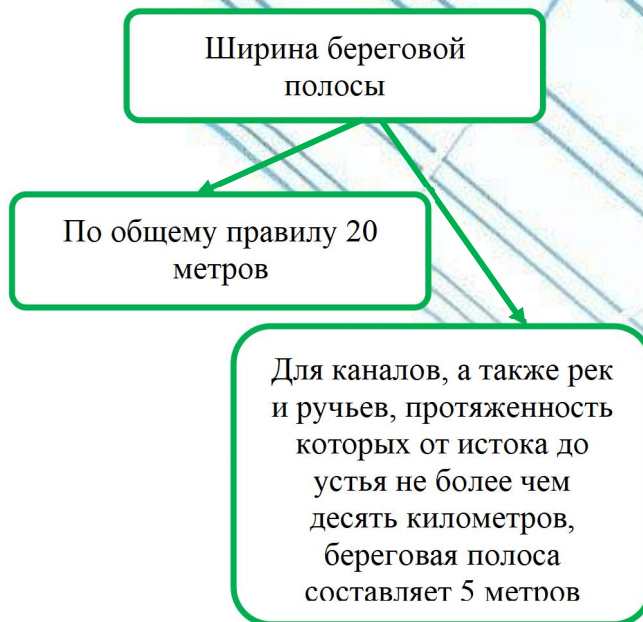 Ширина береговой
полосы
По общему правилу 20
метров
Для каналов, а также рек
и ручьев, протяженность
которых от истока до
устья не более чем
десять километров,
береговая полоса
составляет 5 метров